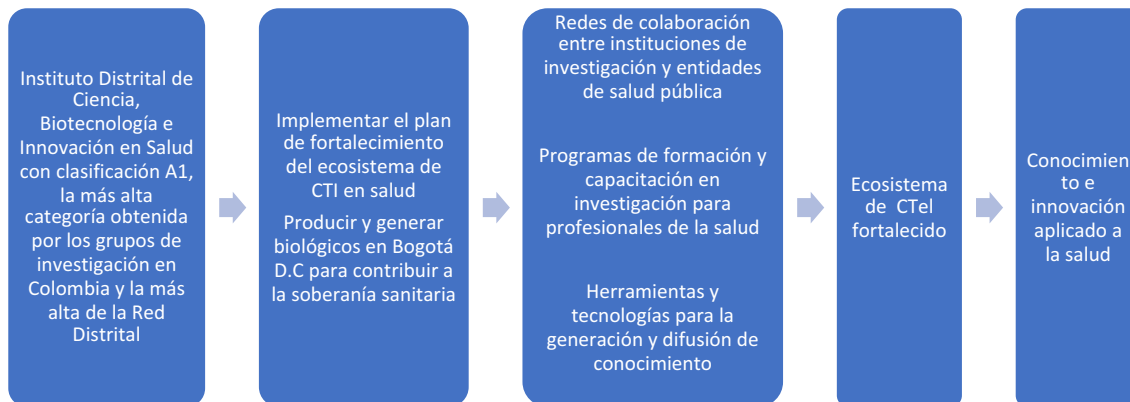 Instituto Distrital de
Ciencia,
Biotecnología e
Innovación en Salud
con clasificación A1,
la más alta
categoría obtenida
por los grupos de
investigación en
Colombia y la más
alta de la Red
Distrital
Implementar el plan
de fortalecimiento
del ecosistema de
CTI en salud
Producir y generar
biológicos en Bogotá
D.C para contribuir a
la soberanía sanitaria
Redes de colaboración
entre instituciones de
investigación y entidades
de salud pública
Programas de formación y
capacitación en
investigación para
profesionales de la salud
Herramientas y
tecnologías para la
generación y difusión de
conocimiento
Ecosistema
de CTeI
fortalecido
Conocimien
to e
innovación
aplicado a
la salud